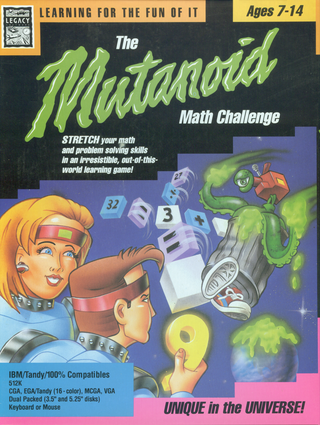 LEGACY
LEARNING FOR THE FUN OF IT
Ages 7-14
The
Mutanoid
Math Challenge
STRETCH your math
and problem solving skills
in an irresistible, out-of-this-
world learning game!
32
÷
3
+
9
IBM/Tandy/100% Compatibles
512K
CGA, EGA/Tandy (16-color), MCGA, VGA
Dual Packed (3.5" and 5.25" disks)
Keyboard or Mouse
UNIQUE in the UNIVERSE!